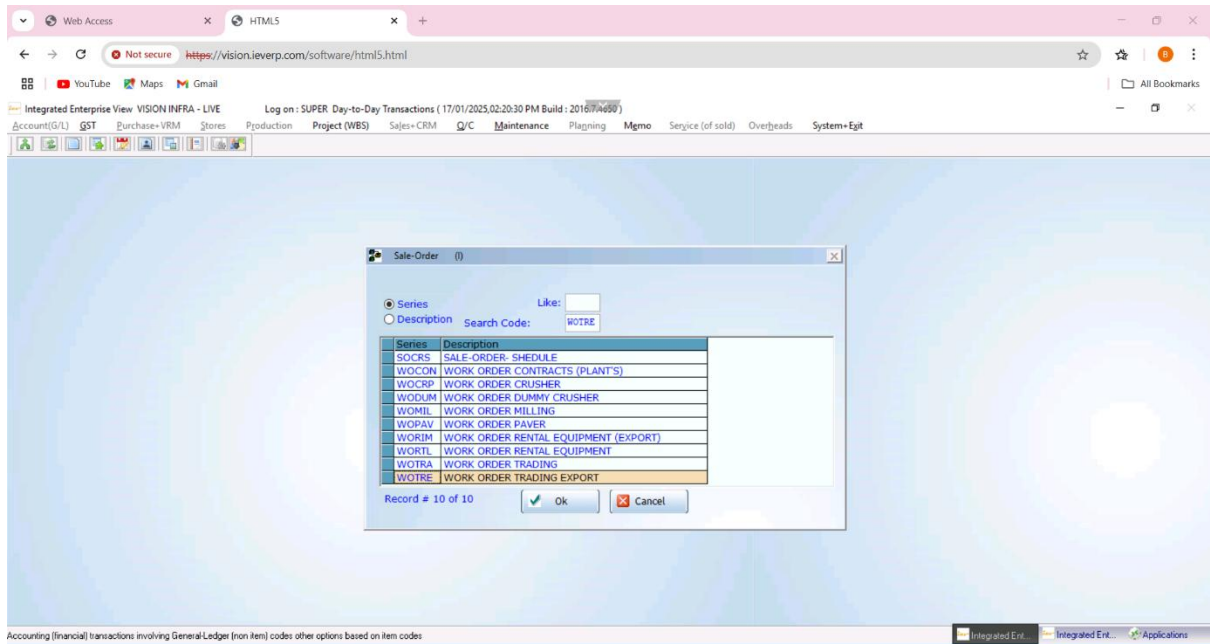 Web Access
HTML5
Not secure https://vision.ieverp.com/software/html5.html
YouTube Maps Gmail All Bookmarks
Integrated Enterprise View VISION INFRA - LIVE Log on : SUPER Day-to-Day Transactions ( 17/01/2025,02:20:30 PM Build : 2016.7.4650 )
Account(G/L) GST Purchase+VRM Stores Production Project (WBS) Sales+CRM Q/C Maintenance Planning Memo Service (of sold) Overheads System+Exit
Sale-Order (I)
Series Like:
Description Search Code: WOTRE
Series Description
SOCRS SALE-ORDER- SHEDULE
WOCON WORK ORDER CONTRACTS (PLANT'S)
WOCRP WORK ORDER CRUSHER
WODUM WORK ORDER DUMMY CRUSHER
WOMIL WORK ORDER MILLING
WOPAV WORK ORDER PAVER
WORIM WORK ORDER RENTAL EQUIPMENT (EXPORT)
WORTL WORK ORDER RENTAL EQUIPMENT
WOTRA WORK ORDER TRADING
WOTRE WORK ORDER TRADING EXPORT
Record # 10 of 10 Ok Cancel
Accounting (financial) transactions involving General-Ledger (non item) codes other options based on item codes Integrated Ent... Integrated Ent... Applications